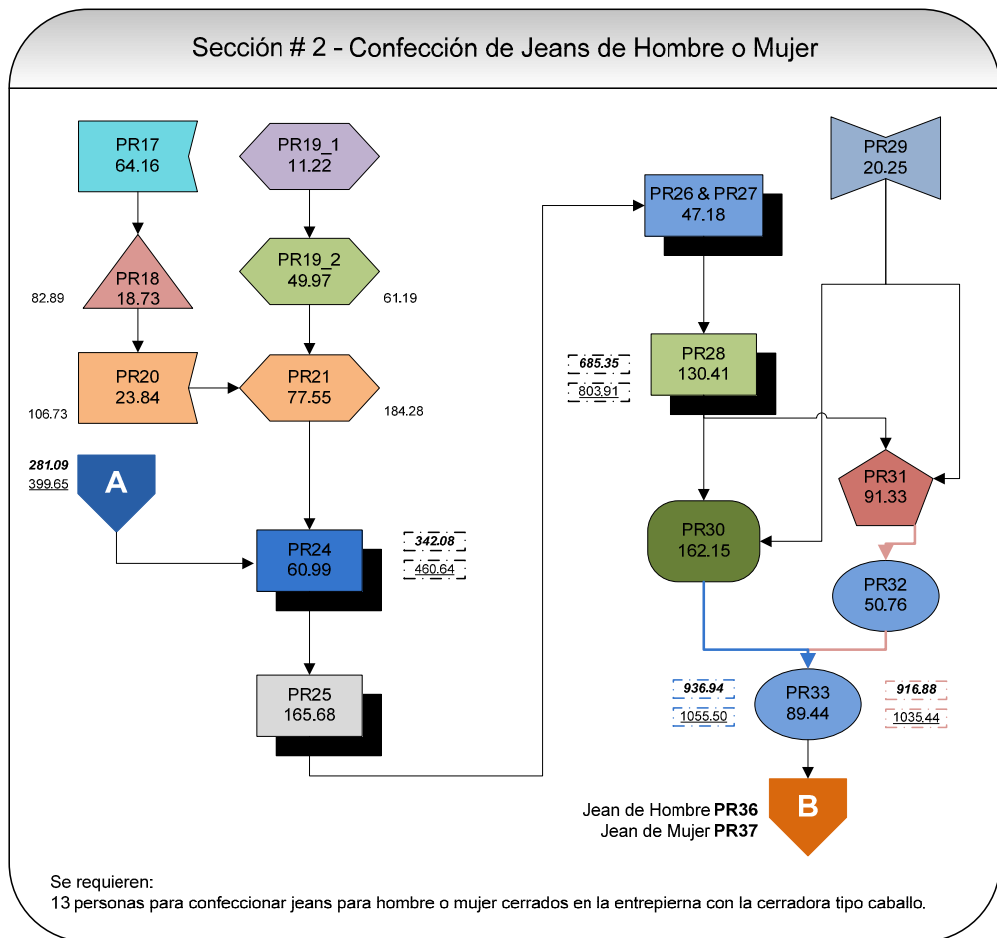 Sección # 2 - Confección de Jeans de Hombre o Mujer
PR17
64.16
PR19_1
11.22
PR29
20.25
PR26 & PR27
47.18
PR18
18.73
82.89
PR19_2
49.97
61.19
PR20
23.84
106.73
PR21
77.55
184.28
685.35
803.91
PR28
130.41
281.09
399.65
A
PR31
91.33
PR24
60.99
342.08
460.64
PR30
162.15
PR32
50.76
PR25
165.68
936.94
1055.50
PR33
89.44
916.88
1035.44
Jean de Hombre PR36
Jean de Mujer PR37
B
Se requieren:
13 personas para confeccionar jeans para hombre o mujer cerrados en la entrepierna con la cerradora tipo caballo.